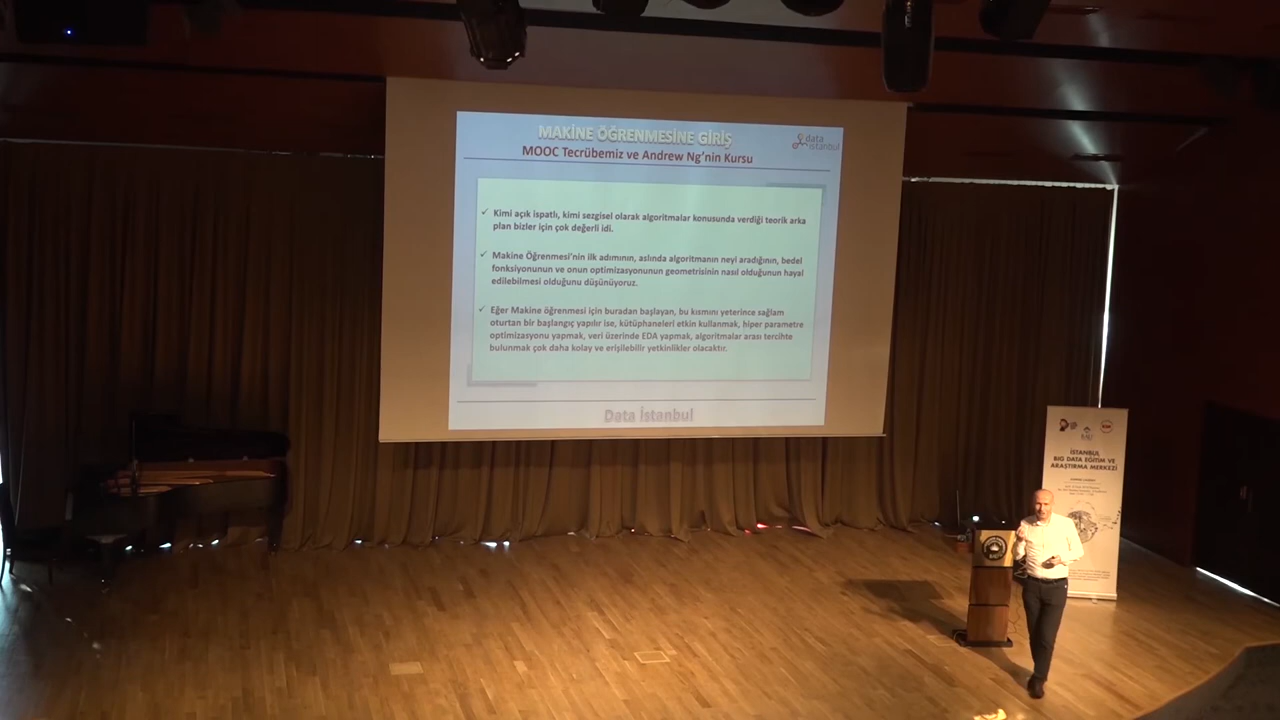 MAKİNE ÖĞRENMESİNE GİRİŞ
data
istanbul
MOOC Tecrübemiz ve Andrew Ng'nin Kursu
✓ Kimi açık ispatlı, kimi sezgisel olarak algoritmalar konusunda verdiği teorik arka
plan bizler için çok değerli idi.
✓ Makine Öğrenmesi'nin ilk adımının, aslında algoritmanın neyi aradığının, bedel
fonksiyonunun ve onun optimizasyonunun geometrisinin nasıl olduğunun hayal
edilebilmesi olduğunu düşünüyoruz.
✓ Eğer Makine öğrenmesi için buradan başlayan, bu kısmını yeterince sağlam
oturtan bir başlangıç yapılır ise, kütüphaneleri etkin kullanmak, hiper parametre
optimizasyonu yapmak, veri üzerinde EDA yapmak, algoritmalar arası tercihte
bulunmak çok daha kolay ve erişilebilir yetkinlikler olacaktır.
Data İstanbul
İSTANBUL
BIG DATA EĞİTİM VE
ARAŞTIRMA MERKEZİ